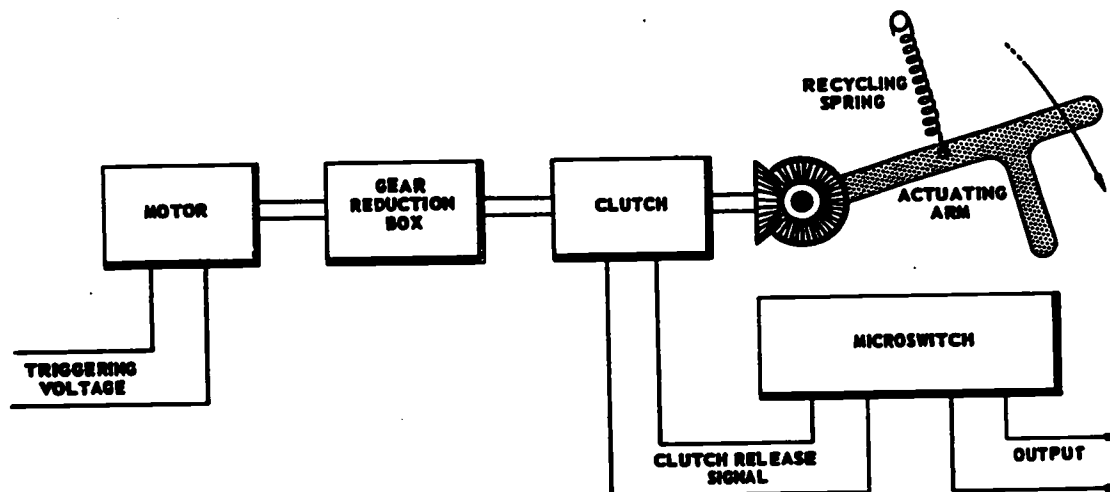 RECYCLING
SPRING
ACTUATING
ARM
MOTOR
GEAR
REDUCTION
BOX
CLUTCH
MICROSWITCH
TRIGGERING
VOLTAGE
CLUTCH RELEASE
SIGNAL
OUTPUT